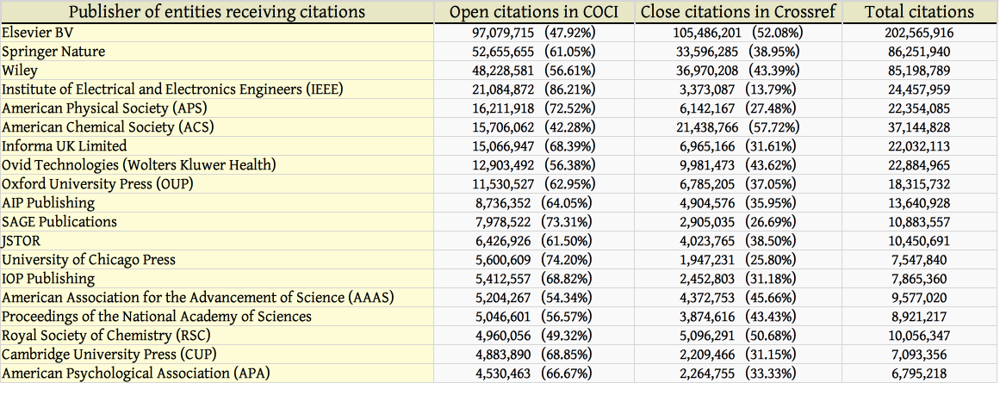 Publisher of entities receiving citations Open citations in COCI Close citations in Crossref Total citations
Elsevier BV 97,079,715 (47.92%) 105,486,201 (52.08%) 202,565,916
Springer Nature 52,655,655 (61.05%) 33,596,285 (38.95%) 86,251,940
Wiley 48,228,581 (56.61%) 36,970,208 (43.39%) 85,198,789
Institute of Electrical and Electronics Engineers (IEEE) 21,084,872 (86.21%) 3,373,087 (13.79%) 24,457,959
American Physical Society (APS) 16,211,918 (72.52%) 6,142,167 (27.48%) 22,354,085
American Chemical Society (ACS) 15,706,062 (42.28%) 21,438,766 (57.72%) 37,144,828
Informa UK Limited 15,066,947 (68.39%) 6,965,166 (31.61%) 22,032,113
Ovid Technologies (Wolters Kluwer Health) 12,903,492 (56.38%) 9,981,473 (43.62%) 22,884,965
Oxford University Press (OUP) 11,530,527 (62.95%) 6,785,205 (37.05%) 18,315,732
AIP Publishing 8,736,352 (64.05%) 4,904,576 (35.95%) 13,640,928
SAGE Publications 7,978,522 (73.31%) 2,905,035 (26.69%) 10,883,557
JSTOR 6,426,926 (61.50%) 4,023,765 (38.50%) 10,450,691
University of Chicago Press 5,600,609 (74.20%) 1,947,231 (25.80%) 7,547,840
IOP Publishing 5,412,557 (68.82%) 2,452,803 (31.18%) 7,865,360
American Association for the Advancement of Science (AAAS) 5,204,267 (54.34%) 4,372,753 (45.66%) 9,577,020
Proceedings of the National Academy of Sciences 5,046,601 (56.57%) 3,874,616 (43.43%) 8,921,217
Royal Society of Chemistry (RSC) 4,960,056 (49.32%) 5,096,291 (50.68%) 10,056,347
Cambridge University Press (CUP) 4,883,890 (68.85%) 2,209,466 (31.15%) 7,093,356
American Psychological Association (APA) 4,530,463 (66.67%) 2,264,755 (33.33%) 6,795,218